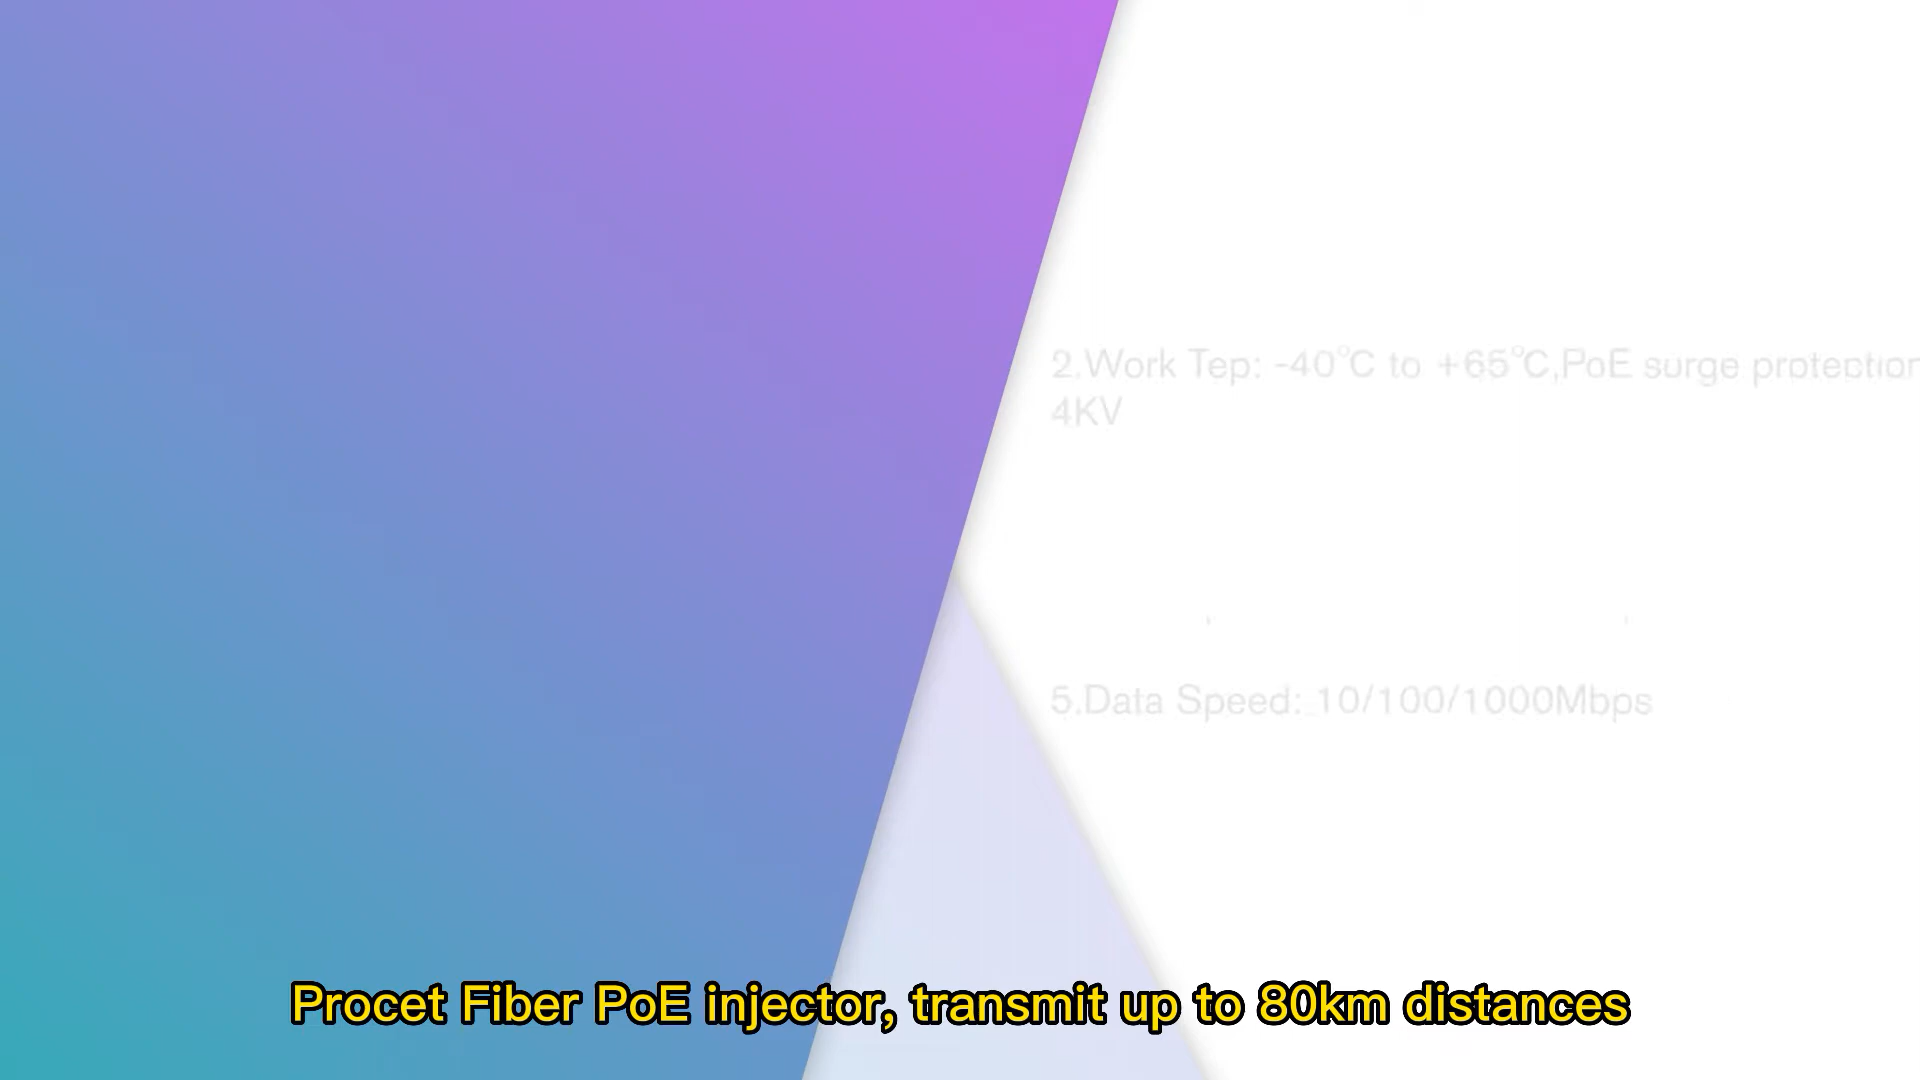 2.Work Tep: -40℃ to +65℃,PoE surge protection
4KV
5.Data Speed: 10/100/1000Mbps
Procet Fiber PoE injector, transmit up to 80km distances